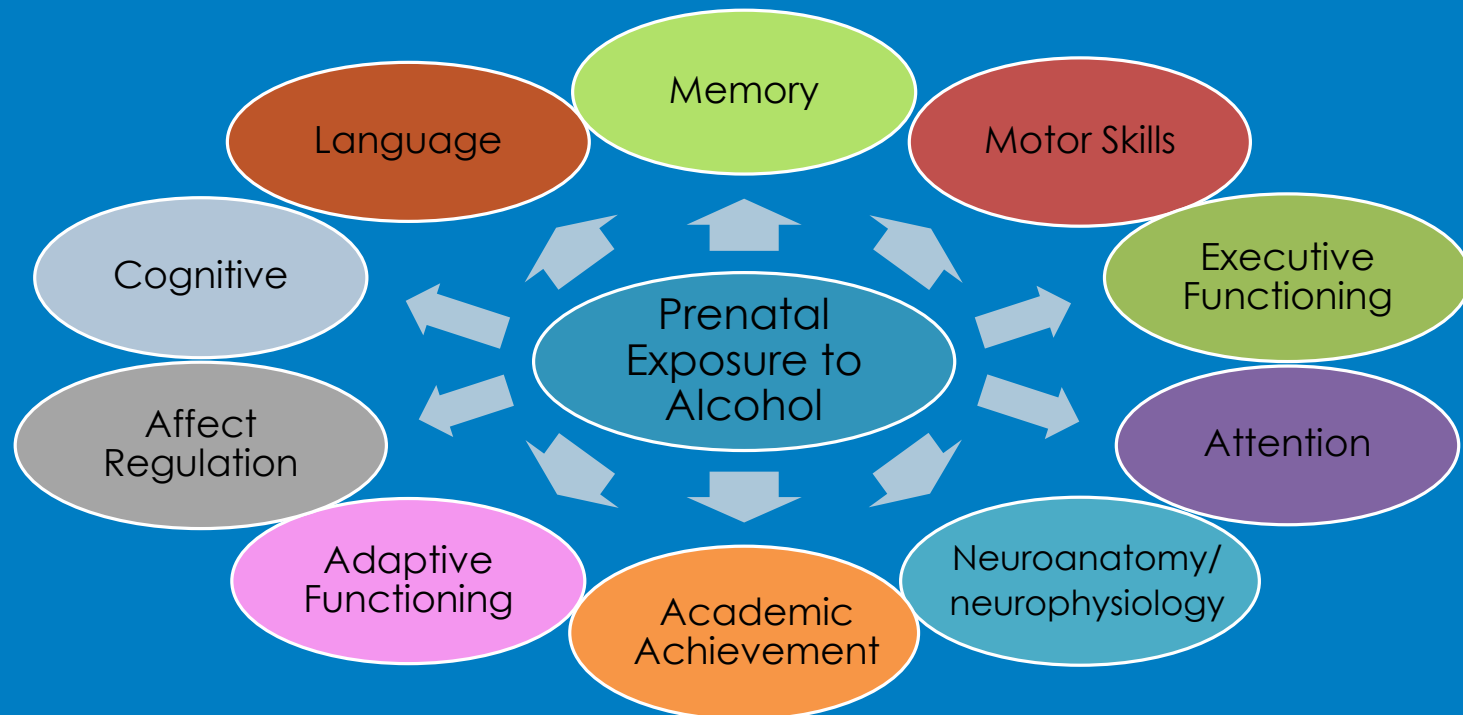 Memory
Language
Motor Skills
Cognitive
Executive
Functioning
Prenatal
Exposure to
Alcohol
Affect
Regulation
Attention
Adaptive
Functioning
Neuroanatomy/
neurophysiology
Academic
Achievement